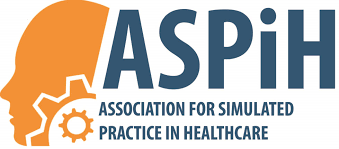 ASPiH
ASSOCIATION FOR SIMULATED
PRACTICE IN HEALTHCARE